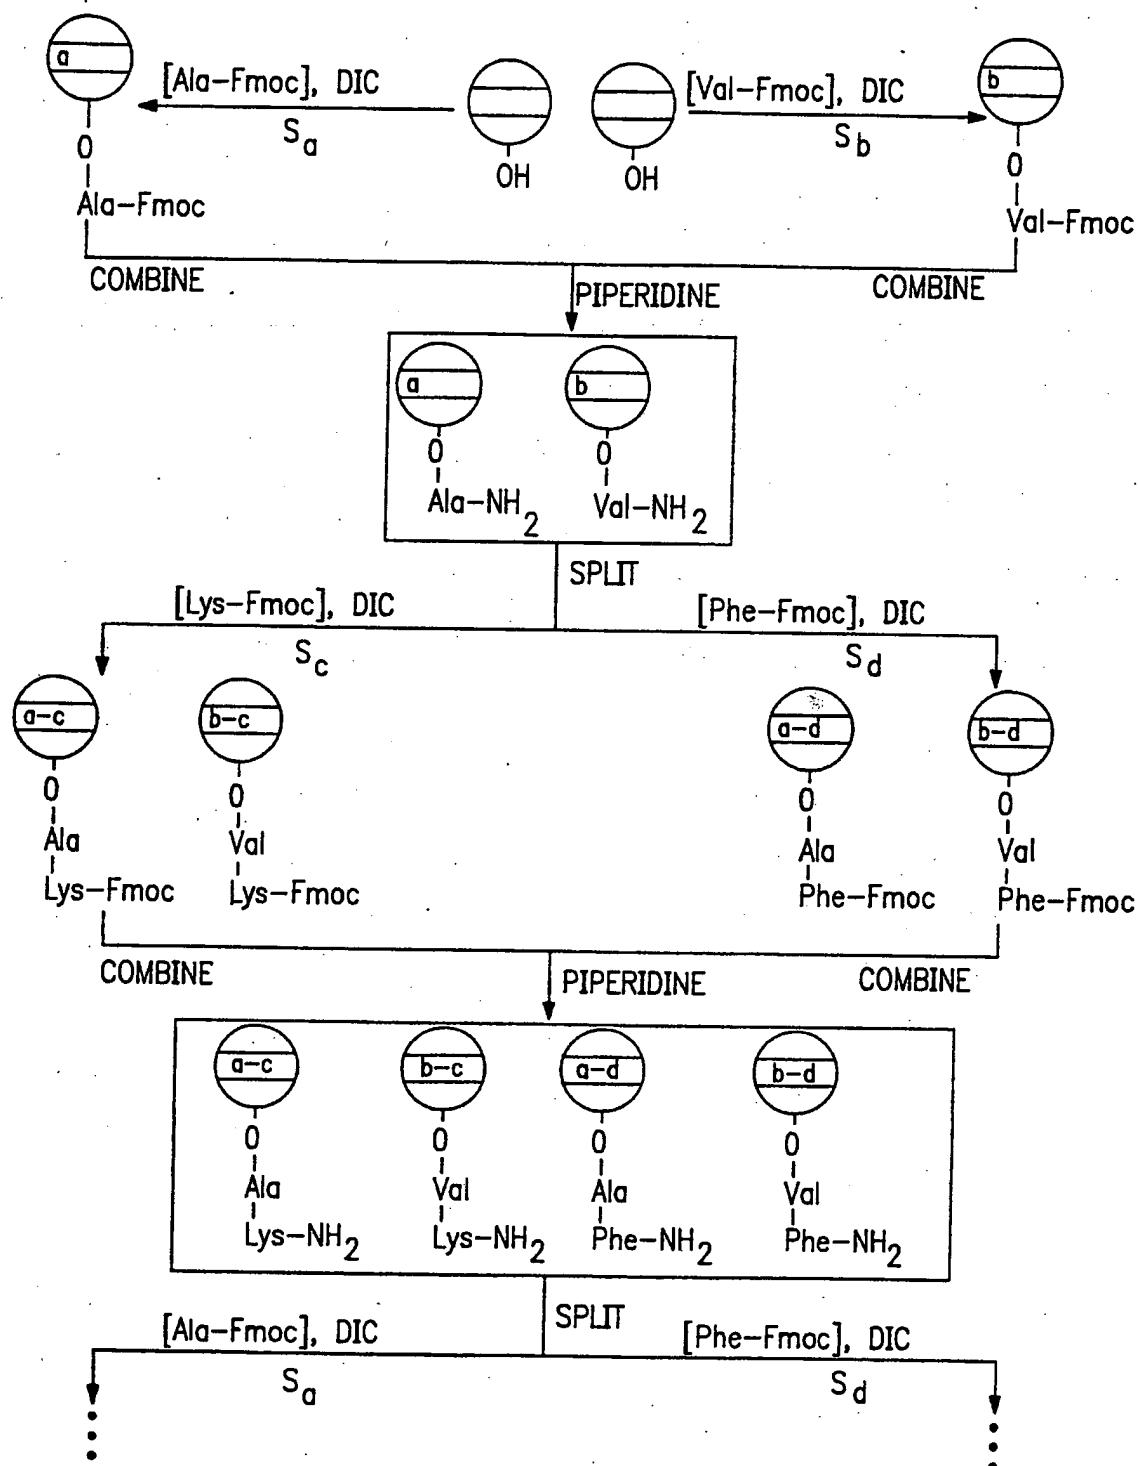 a
b
[Ala-Fmoc], DIC
[Val-Fmoc], DIC
Sa
Sb
O
OH
OH
O
Ala-Fmoc
Val-Fmoc
COMBINE
PIPERIDINE
COMBINE
a
b
O
O
Ala-NH2
Val-NH2
SPLIT
[Lys-Fmoc], DIC
[Phe-Fmoc], DIC
Sc
Sd
a-c
b-c
a-d
b-d
O
O
O
O
Ala
Val
Ala
Val
Lys-Fmoc
Lys-Fmoc
Phe-Fmoc
Phe-Fmoc
COMBINE
PIPERIDINE
COMBINE
a-c
b-c
a-d
b-d
O
O
O
O
Ala
Val
Ala
Val
Lys-NH2
Lys-NH2
Phe-NH2
Phe-NH2
SPLIT
[Ala-Fmoc], DIC
[Phe-Fmoc], DIC
Sa
Sd